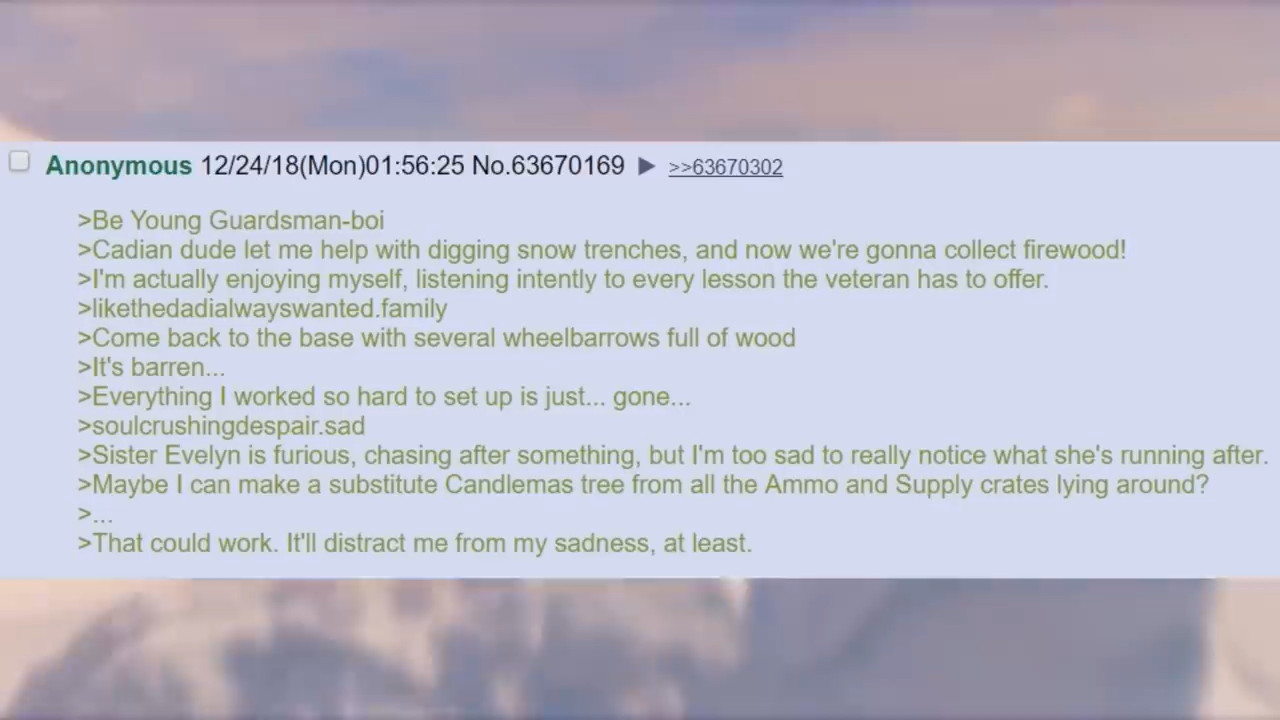 Anonymous 12/24/18(Mon)01:56:25 No.63670169 ▶ >>63670302
>Be Young Guardsman-boi
>Cadian dude let me help with digging snow trenches, and now we're gonna collect firewood!
>I'm actually enjoying myself, listening intently to every lesson the veteran has to offer.
>likethedadialwayswanted.family
>Come back to the base with several wheelbarrows full of wood
>It's barren...
>Everything I worked so hard to set up is just... gone...
>soulcrushingdespair.sad
>Sister Evelyn is furious, chasing after something, but I'm too sad to really notice what she's running after.
>Maybe I can make a substitute Candlemas tree from all the Ammo and Supply crates lying around?
>...
>That could work. It'll distract me from my sadness, at least.